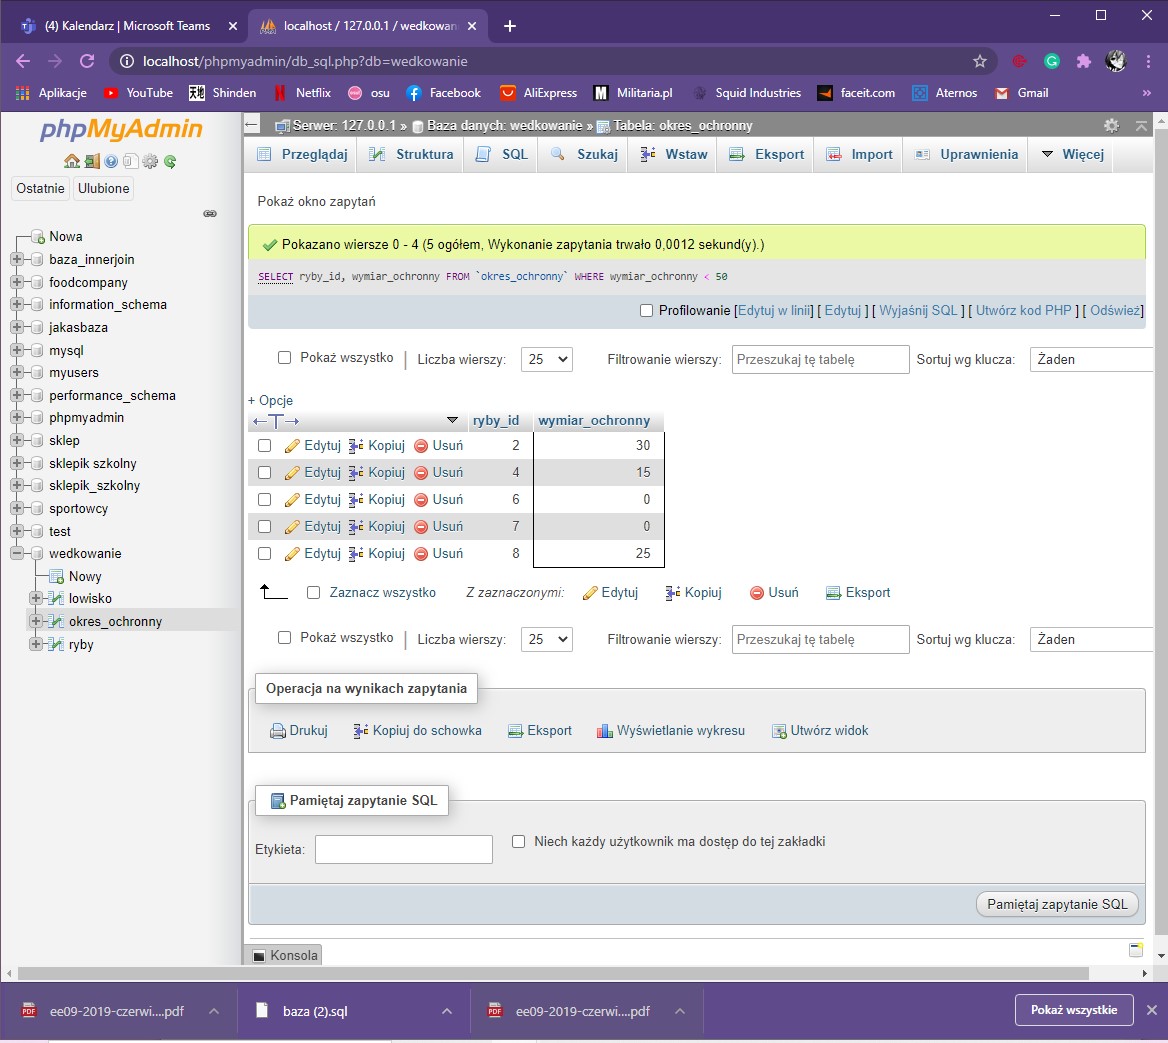 (4) Kalendarz | Microsoft Teams
localhost / 127.0.0.1 / wedkowan
localhost/phpmyadmin/db_sql.php?db=wedkowanie
Aplikacje YouTube Shinden Netflix osu Facebook AliExpress Militaria.pl Squid Industries faceit.com Aternos Gmail »
phpMyAdmin
Ostatnie Ulubione
Nowa
baza_innerjoin
foodcompany
information_schema
jakasbaza
mysql
myusers
performance_schema
phpmyadmin
sklep
sklepik szkolny
sklepik_szkolny
sportowcy
test
wedkowanie
Nowy
lowisko
okres_ochronny
ryby
Serwer: 127.0.0.1 » Baza danych: wedkowanie » Tabela: okres_ochronny
Przeglądaj Struktura SQL Szukaj Wstaw Eksport Import Uprawnienia Więcej
Pokaż okno zapytań
Pokazano wiersze 0 - 4 (5 ogółem, Wykonanie zapytania trwało 0,0012 sekund(y).)
SELECT ryby_id, wymiar_ochronny FROM `okres_ochronny` WHERE wymiar_ochronny < 50
Profilowanie [Edytuj w linii] [ Edytuj ] [ Wyjaśnij SQL ] [ Utwórz kod PHP ] [ Odśwież]
Pokaż wszystko | Liczba wierszy: 25 Filtrowanie wierszy: Przeszukaj tę tabelę Sortuj wg klucza: Żaden
+ Opcje
←T→ ryby_id wymiar_ochronny
Edytuj Kopiuj Usuń 2 30
Edytuj Kopiuj Usuń 4 15
Edytuj Kopiuj Usuń 6 0
Edytuj Kopiuj Usuń 7 0
Edytuj Kopiuj Usuń 8 25
Zaznacz wszystko Z zaznaczonymi: Edytuj Kopiuj Usuń Eksport
Pokaż wszystko | Liczba wierszy: 25 Filtrowanie wierszy: Przeszukaj tę tabelę Sortuj wg klucza: Żaden
Operacja na wynikach zapytania
Drukuj Kopiuj do schowka Eksport Wyświetlanie wykresu Utwórz widok
Pamiętaj zapytanie SQL
Etykieta: Niech każdy użytkownik ma dostęp do tej zakładki
Pamiętaj zapytanie SQL
Konsola
ee09-2019-czerwi....pdf baza (2).sql ee09-2019-czerwi....pdf Pokaż wszystkie